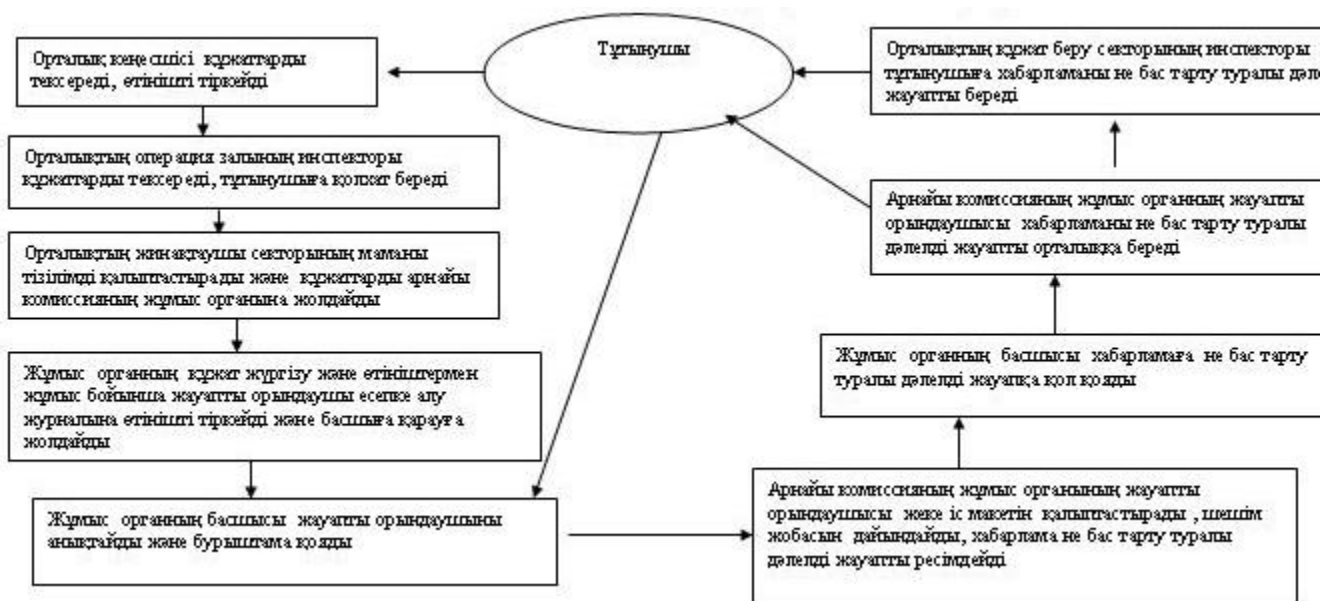 Тұтынушы
Орталық кеңесшісі құжаттарды
тексереді, өтінішті тіркейді
Орталықтың операция залының инспекторы
құжаттарды тексереді, тұтынушыға қолхат береді
Орталықтың жинақтаушы секторының маманы
тізілімді қалыптастырады және құжаттарды арнайы
комиссияның жұмыс органына жолдайды
Жұмыс органның құжат жүргізу және өтініштермен
жұмыс бойынша жауапты орындаушы есепке алу
журналына өтінішті тіркейді және басшыға қарауға
жолдайды
Жұмыс органның басшысы жауапты орындаушыны
анықтайды және бұрыштама қояды
Арнайы комиссияның жұмыс органының жауапты
орындаушысы жеке іс макетін қалыптастырады , шешім
жобасын дайындайды, хабарлама не бас тарту туралы
дәлелді жауапты ресімдейді
Жұмыс органның басшысы хабарламаға не бас тарту
туралы дәлелді жауапқа қол қояды
Арнайы комиссияның жұмыс органның жауапты
орындаушысы хабарламаны не бас тарту туралы
дәлелді жауапты орталыққа береді
Орталықтың құжат беру секторының инспекторы
тұтынушыға хабарламаны не бас тарту туралы
жауапты береді